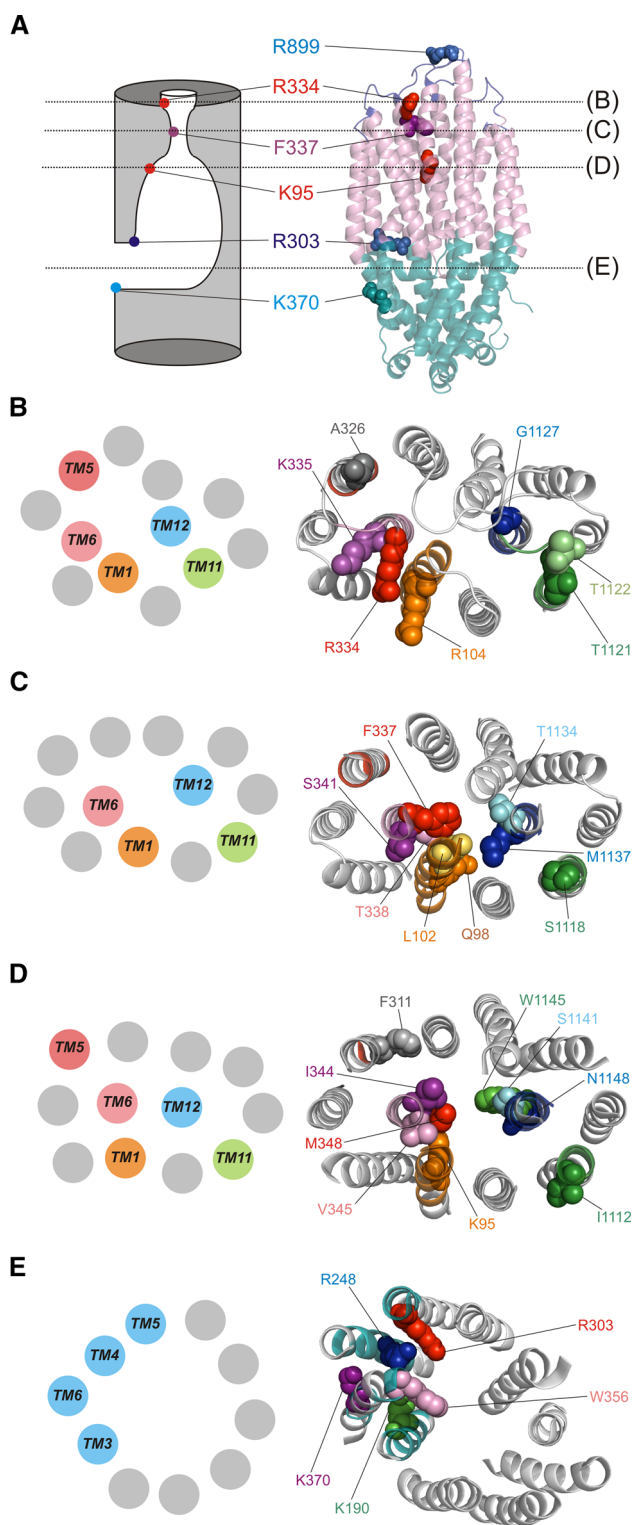 A
R899
R334
(B)
(C)
F337
(D)
K95
R303
(E)
K370
B
A326
G1127
K335
TM5
TM12
TM6
TM1
TM11
T1122
R334
R104
T1121
C
F337
T1134
S341
TM12
TM6
TM1
TM11
M1137
T338
S1118
L102
Q98
D
W1145
F311
S1141
TM5
I344
N1148
TM6
TM12
M348
TM1
TM11
V345
K95
I1112
E
R248
TM5
R303
TM4
TM6
W356
TM3
K370
K190